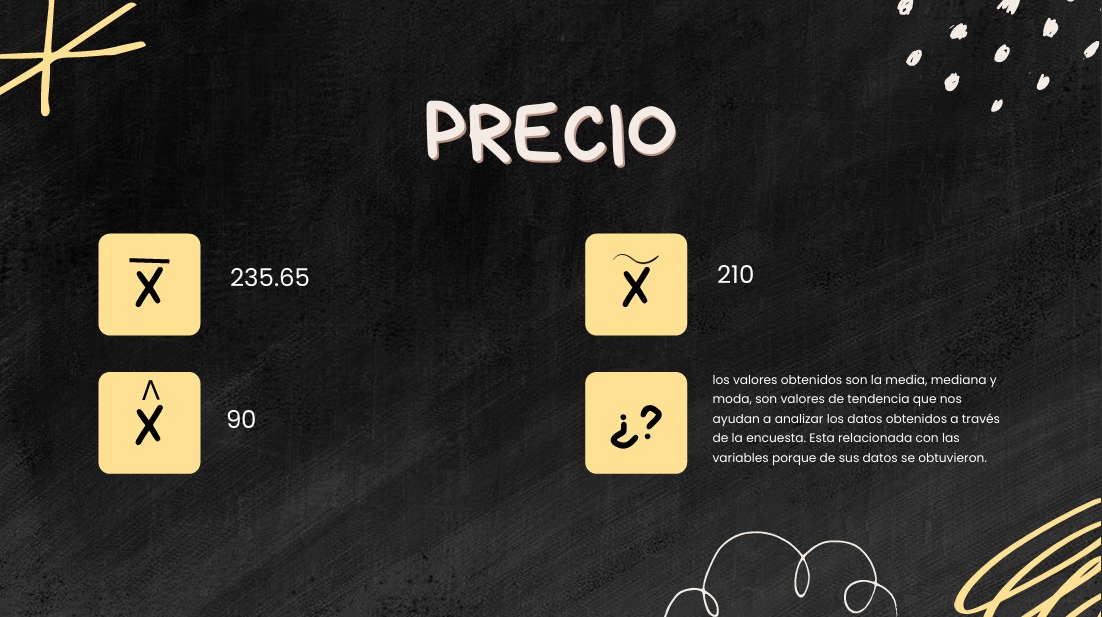 PRECIO
x̄ 235.65
x̃ 210
x̂ 90
¿?
los valores obtenidos son la media, mediana y
moda, son valores de tendencia que nos
ayudan a analizar los datos obtenidos a través
de la encuesta. Esta relacionada con las
variables porque de sus datos se obtuvieron.